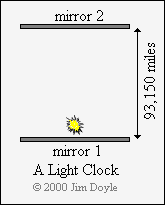 mirror 2
93,150 miles
mirror 1
A Light Clock
© 2000 Jim Doyle